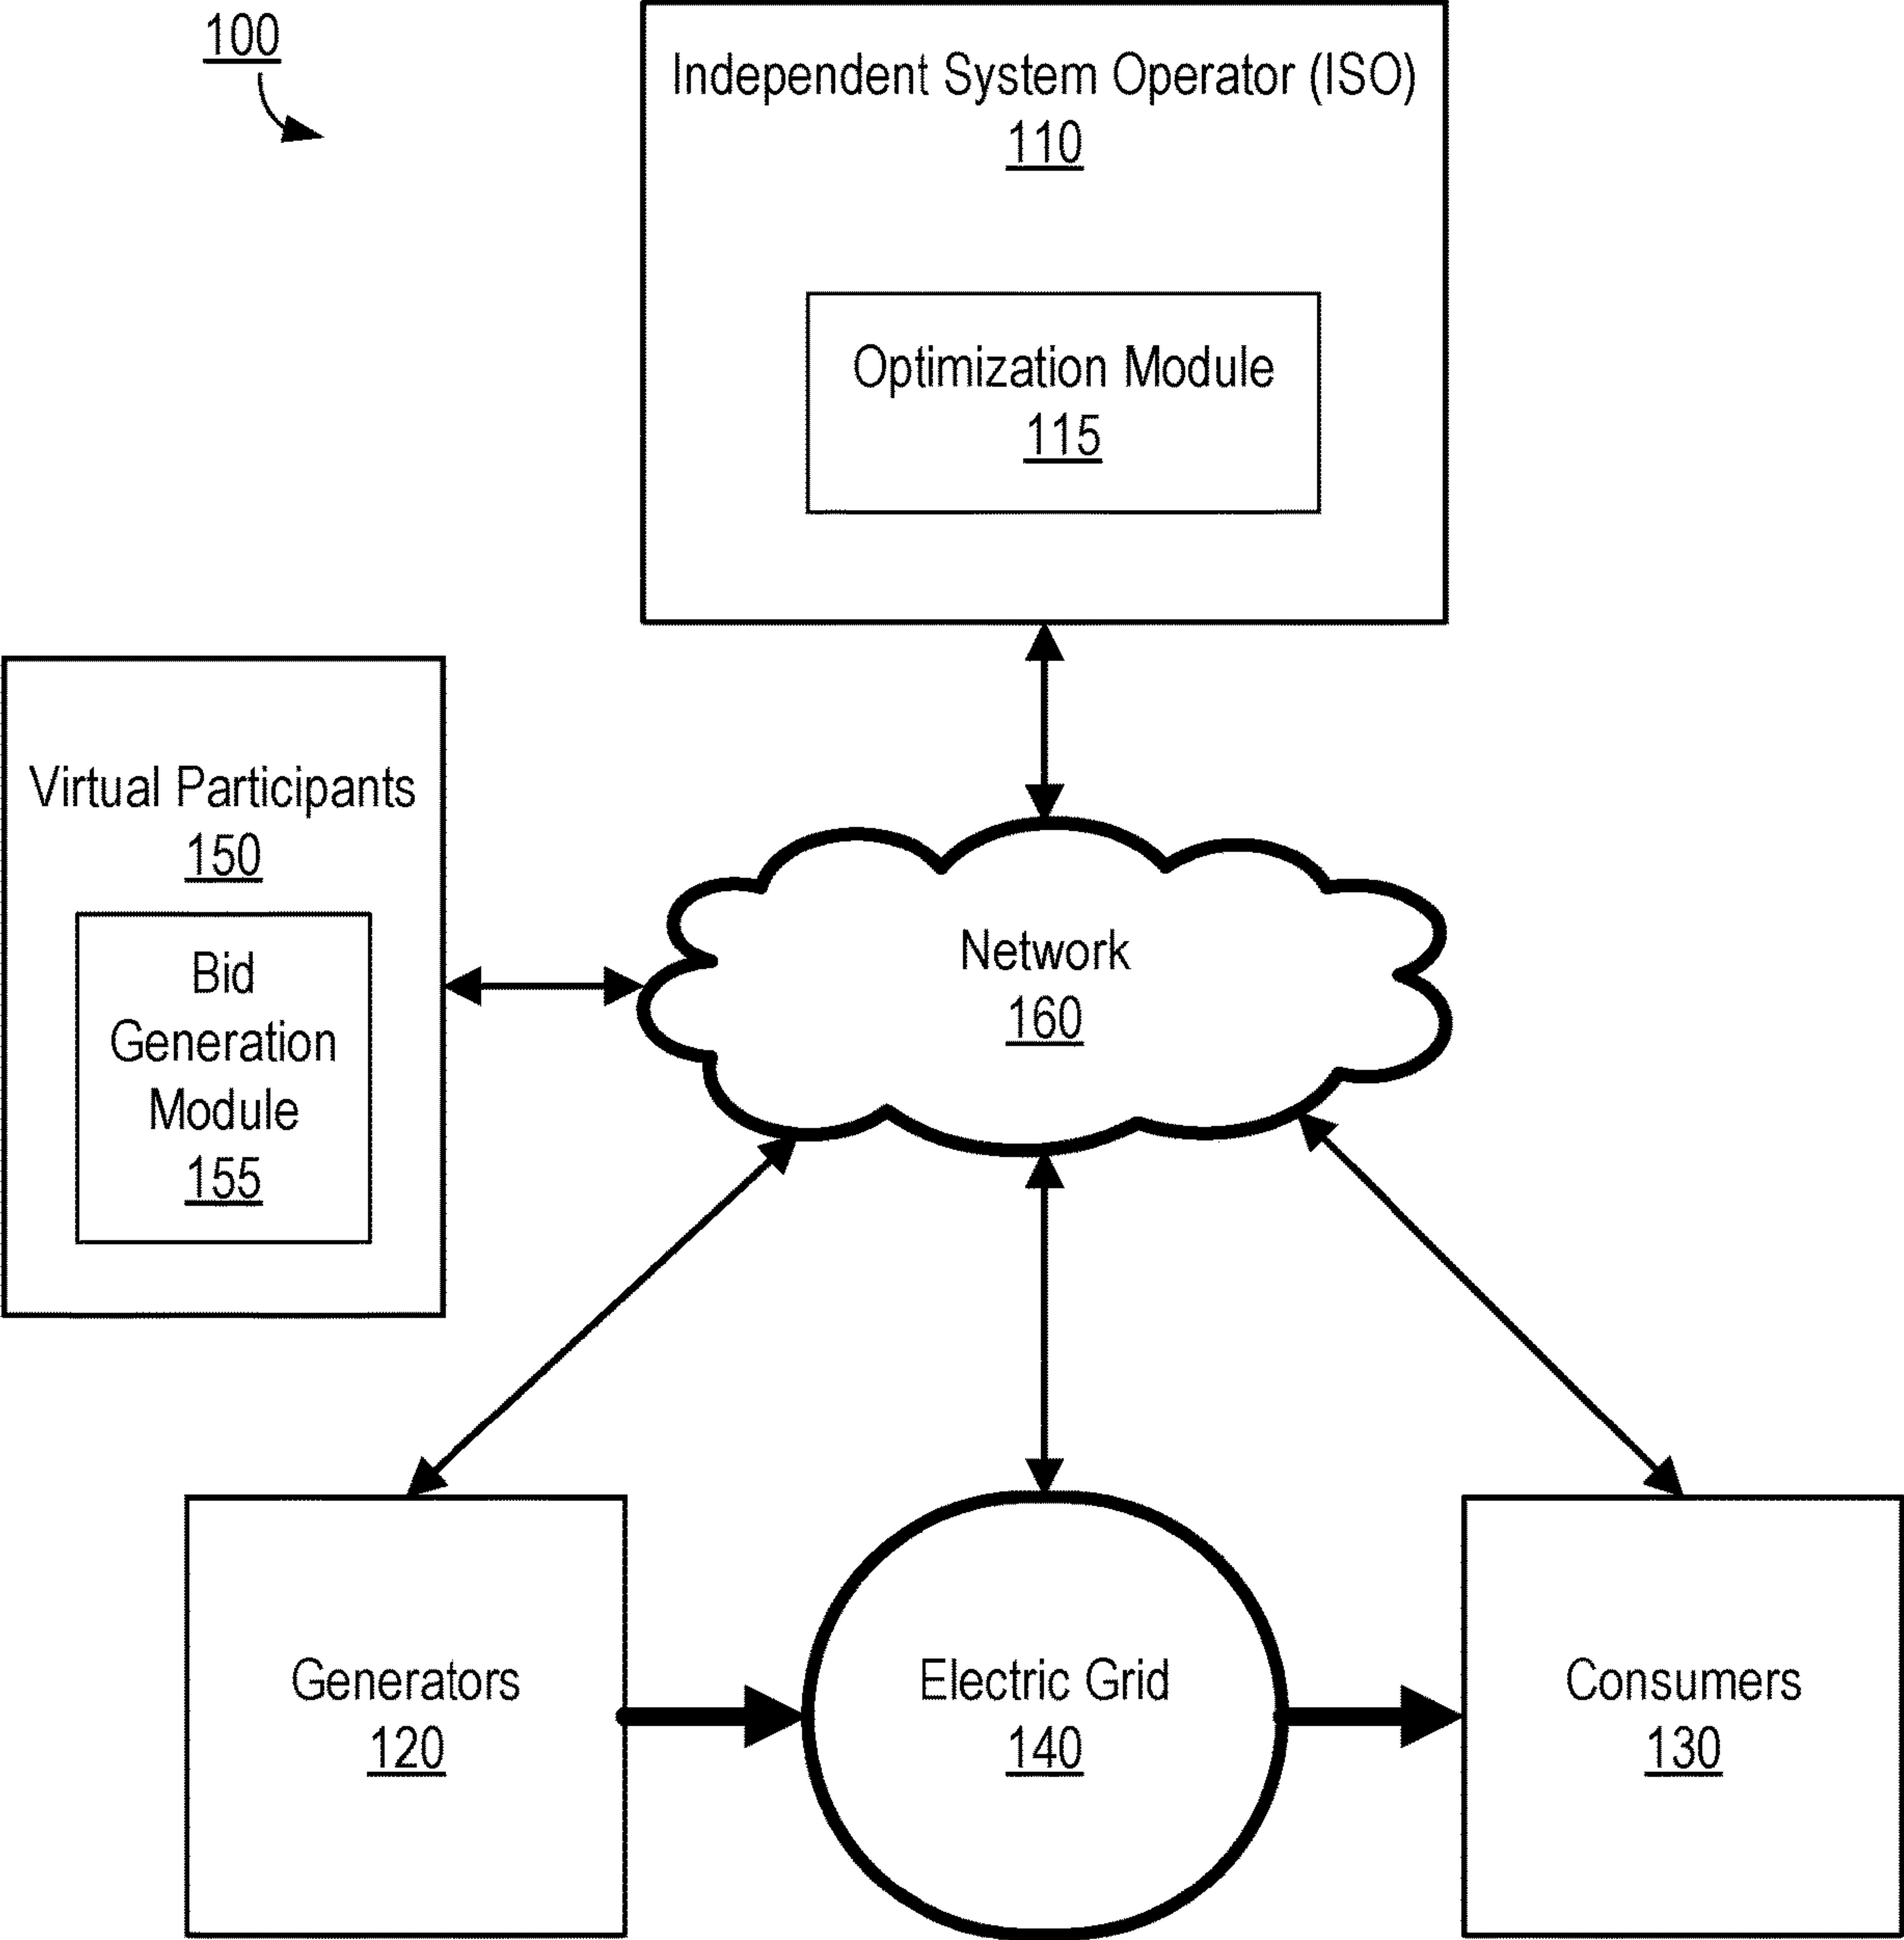 100
Independent System Operator (ISO)
110
Optimization Module
115
Virtual Participants
150
Bid
Generation
Module
155
Network
160
Generators
120
Electric Grid
140
Consumers
130